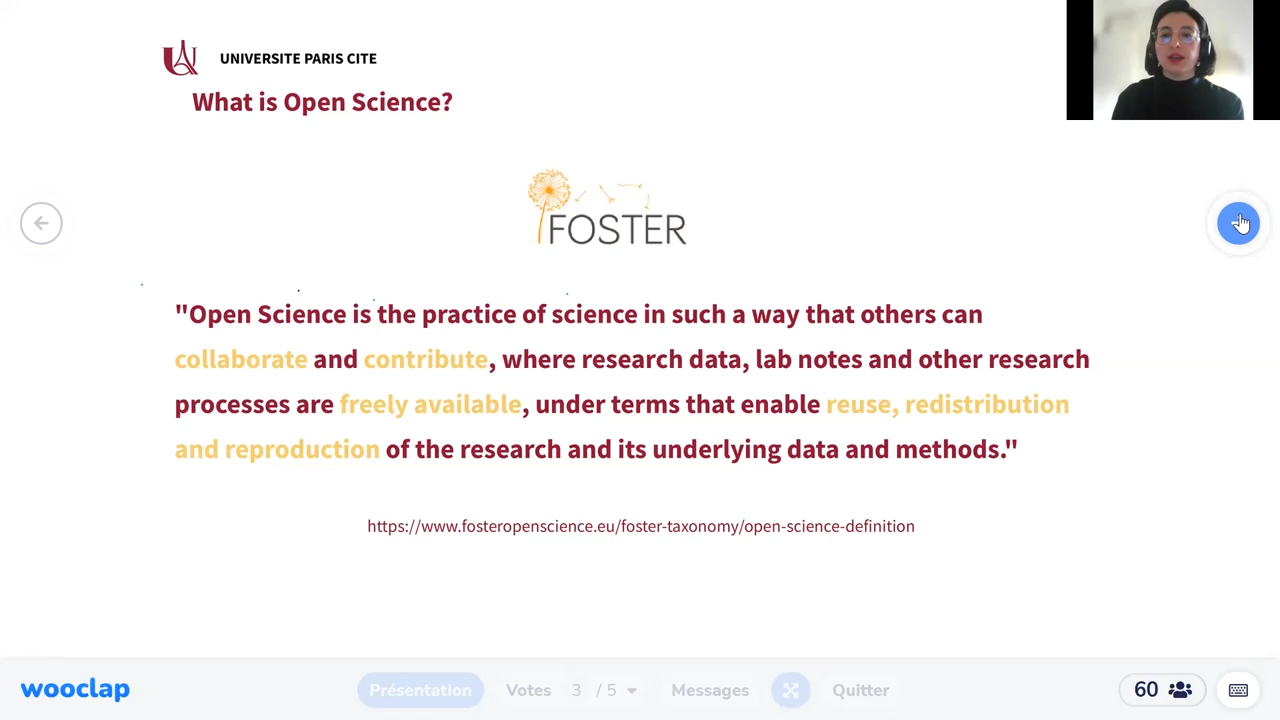 UNIVERSITE PARIS CITE
What is Open Science?
FOSTER
"Open Science is the practice of science in such a way that others can
collaborate and contribute, where research data, lab notes and other research
processes are freely available, under terms that enable reuse, redistribution
and reproduction of the research and its underlying data and methods."
https://www.fosteropenscience.eu/foster-taxonomy/open-science-definition
wooclap
Présentation
Votes
3 / 5
Messages
Quitter
60